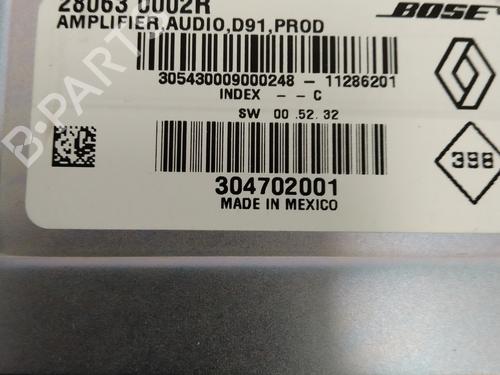 28063 0002R
BOSE
AMPLIFIER,AUDIO,D91,PROD
305430009000248 - 11286201
INDEX - - C
SW 00.52.32
398
304702001
MADE IN MEXICO
B-PARTS